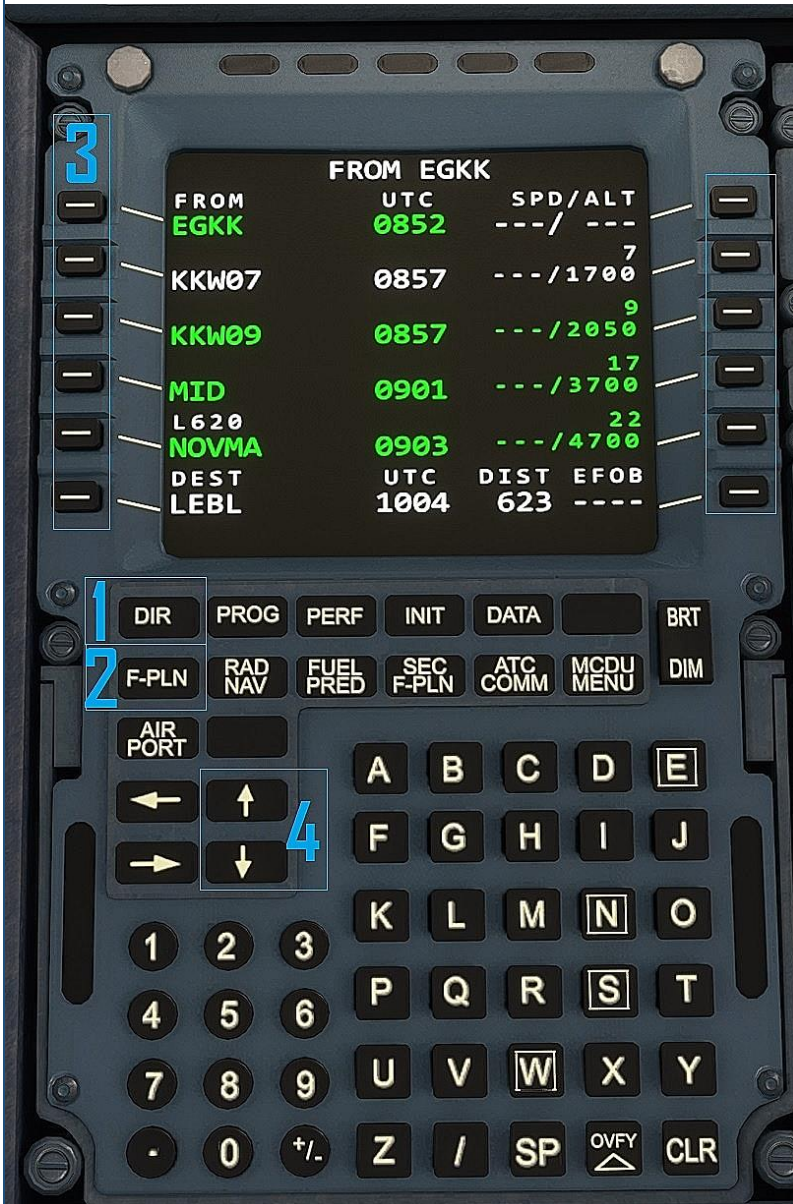 3
FROM EGKK
FROM UTC SPD/ALT
EGKK 0852 ---/ ---
7
KKW07 0857 ---/1700
9
KKW09 0857 ---/2050
17
MID 0901 ---/3700
L620 22
NOVMA 0903 ---/4700
DEST UTC DIST EFOB
LEBL 1004 623 ----
1
DIR PROG PERF INIT DATA BRT
2
F-PLN RAD NAV FUEL PRED SEC F-PLN ATC COMM MCDU MENU DIM
AIR PORT
← ↑
4
→ ↓
A B C D E
F G H I J
K L M N O
1 2 3
P Q R S T
4 5 6
U V W X Y
7 8 9
Z / SP OVFY △ CLR
. 0 +/-